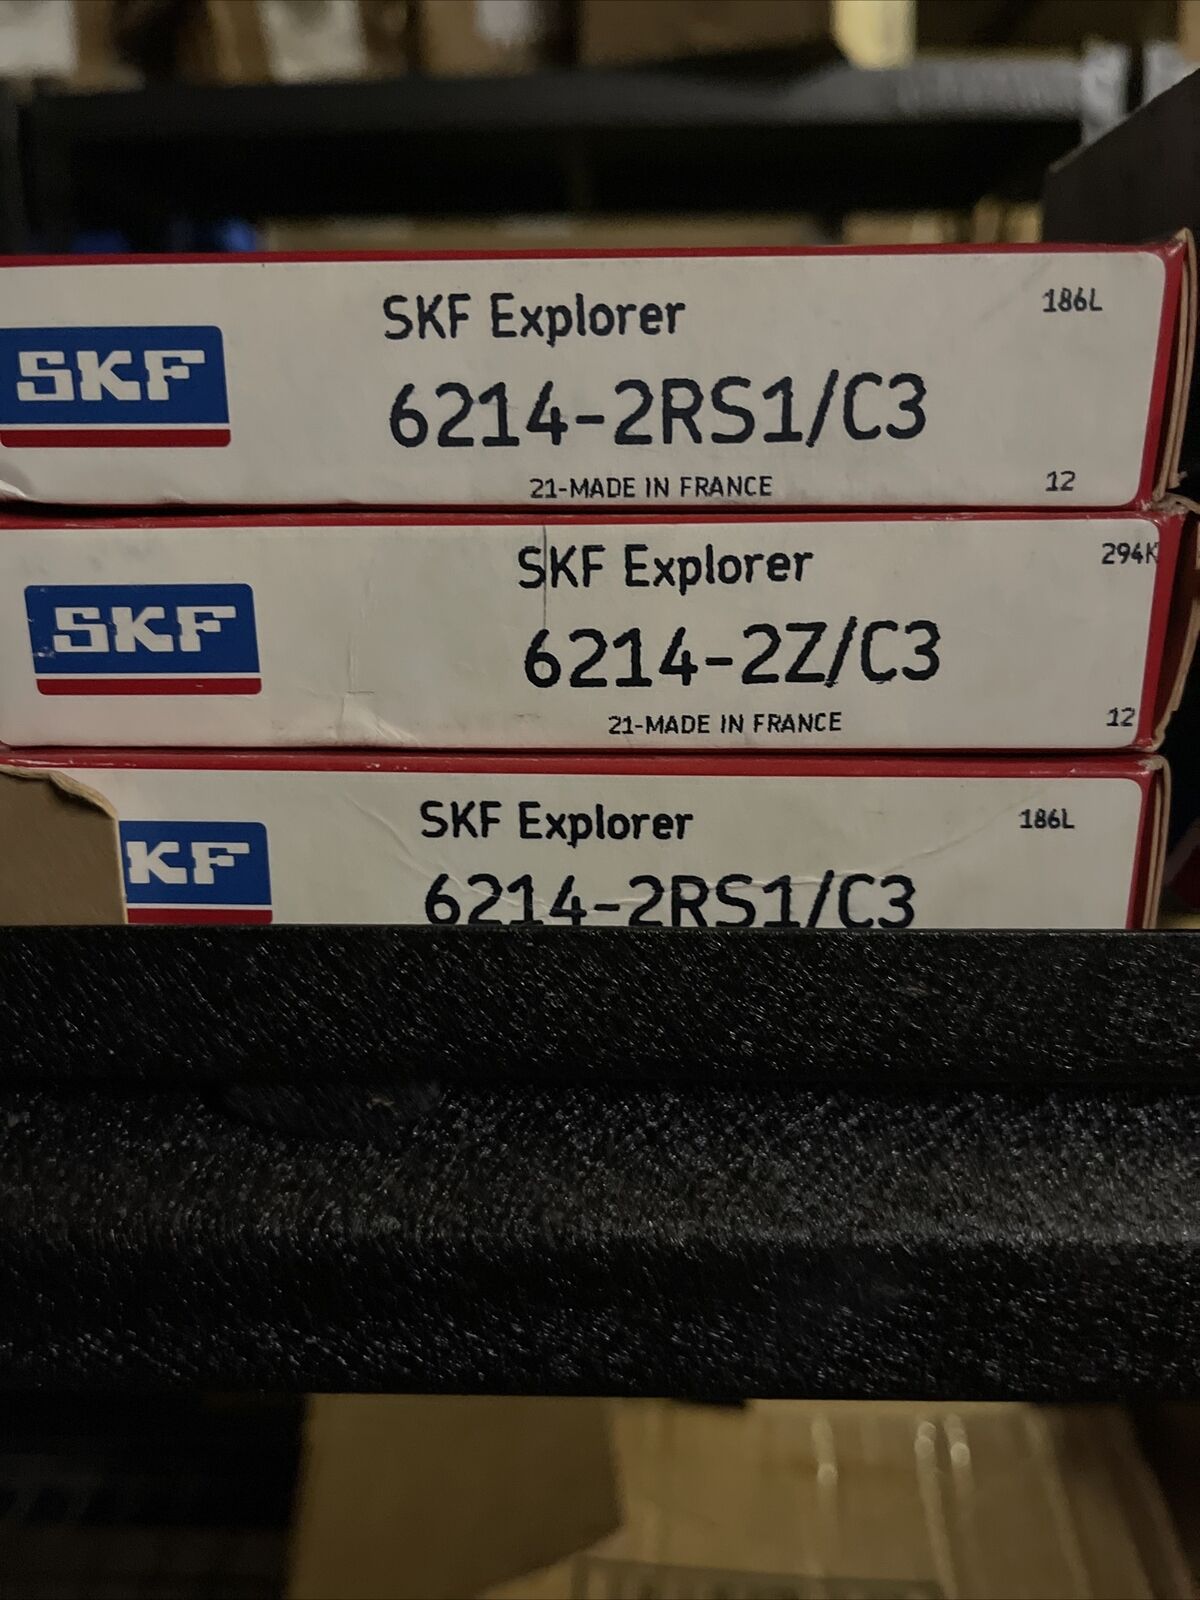 SKF
SKF Explorer
186L
6214-2RS1/C3
21-MADE IN FRANCE
12
SKF
SKF Explorer
294K
6214-2Z/C3
21-MADE IN FRANCE
12
KF
SKF Explorer
186L
6214-2RS1/C3